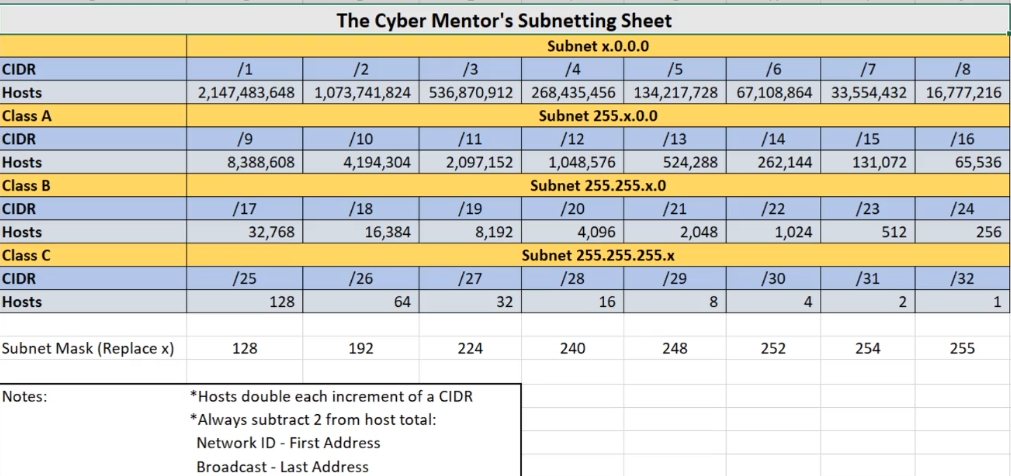 The Cyber Mentor's Subnetting Sheet
Subnet x.0.0.0
CIDR /1 /2 /3 /4 /5 /6 /7 /8
Hosts 2,147,483,648 1,073,741,824 536,870,912 268,435,456 134,217,728 67,108,864 33,554,432 16,777,216
Class A Subnet 255.x.0.0
CIDR /9 /10 /11 /12 /13 /14 /15 /16
Hosts 8,388,608 4,194,304 2,097,152 1,048,576 524,288 262,144 131,072 65,536
Class B Subnet 255.255.x.0
CIDR /17 /18 /19 /20 /21 /22 /23 /24
Hosts 32,768 16,384 8,192 4,096 2,048 1,024 512 256
Class C Subnet 255.255.255.x
CIDR /25 /26 /27 /28 /29 /30 /31 /32
Hosts 128 64 32 16 8 4 2 1
Subnet Mask (Replace x) 128 192 224 240 248 252 254 255
Notes: *Hosts double each increment of a CIDR
*Always subtract 2 from host total:
Network ID - First Address
Broadcast - Last Address